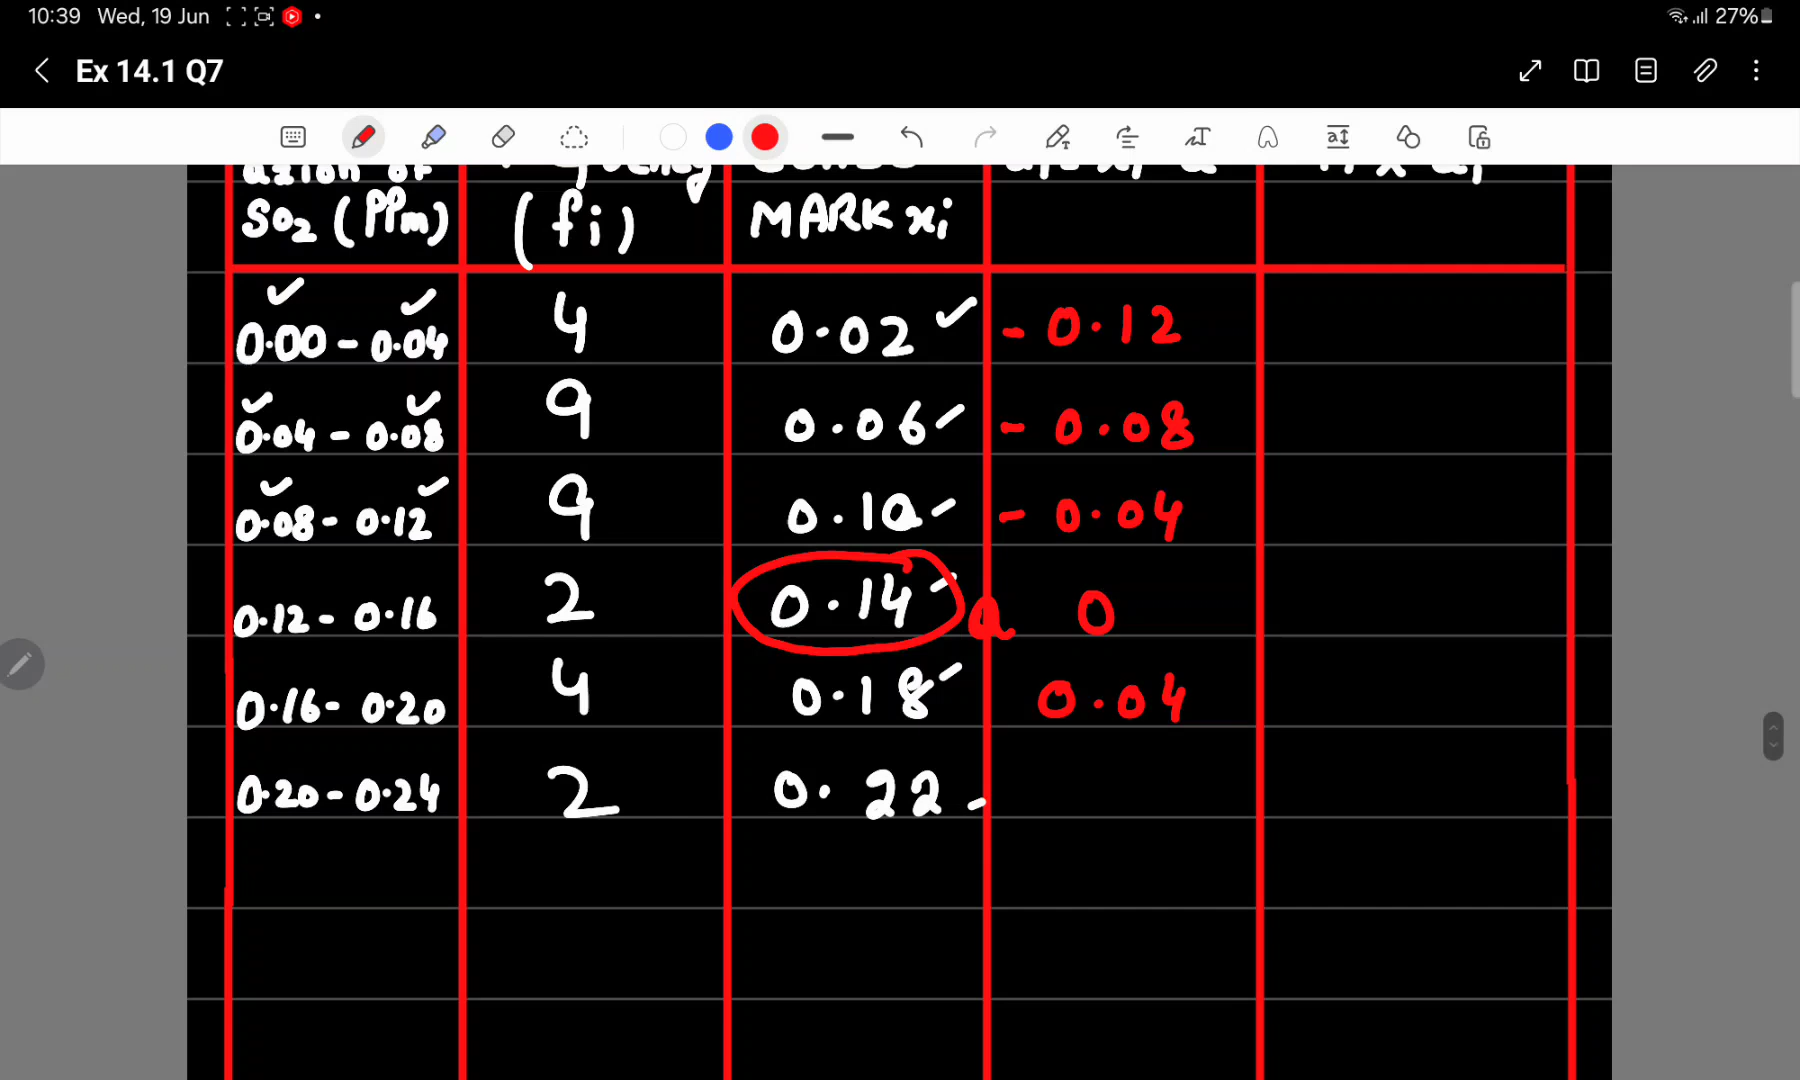 10:39 Wed, 19 Jun 27%
Ex 14.1 Q7
SO2 (PPm) (fi) MARK xi
0.00 - 0.04 4 0.02 - 0.12
0.04 - 0.08 9 0.06 - 0.08
0.08 - 0.12 9 0.10 - 0.04
0.12 - 0.16 2 0.14 a 0
0.16 - 0.20 4 0.18 0.04
0.20 - 0.24 2 0.22